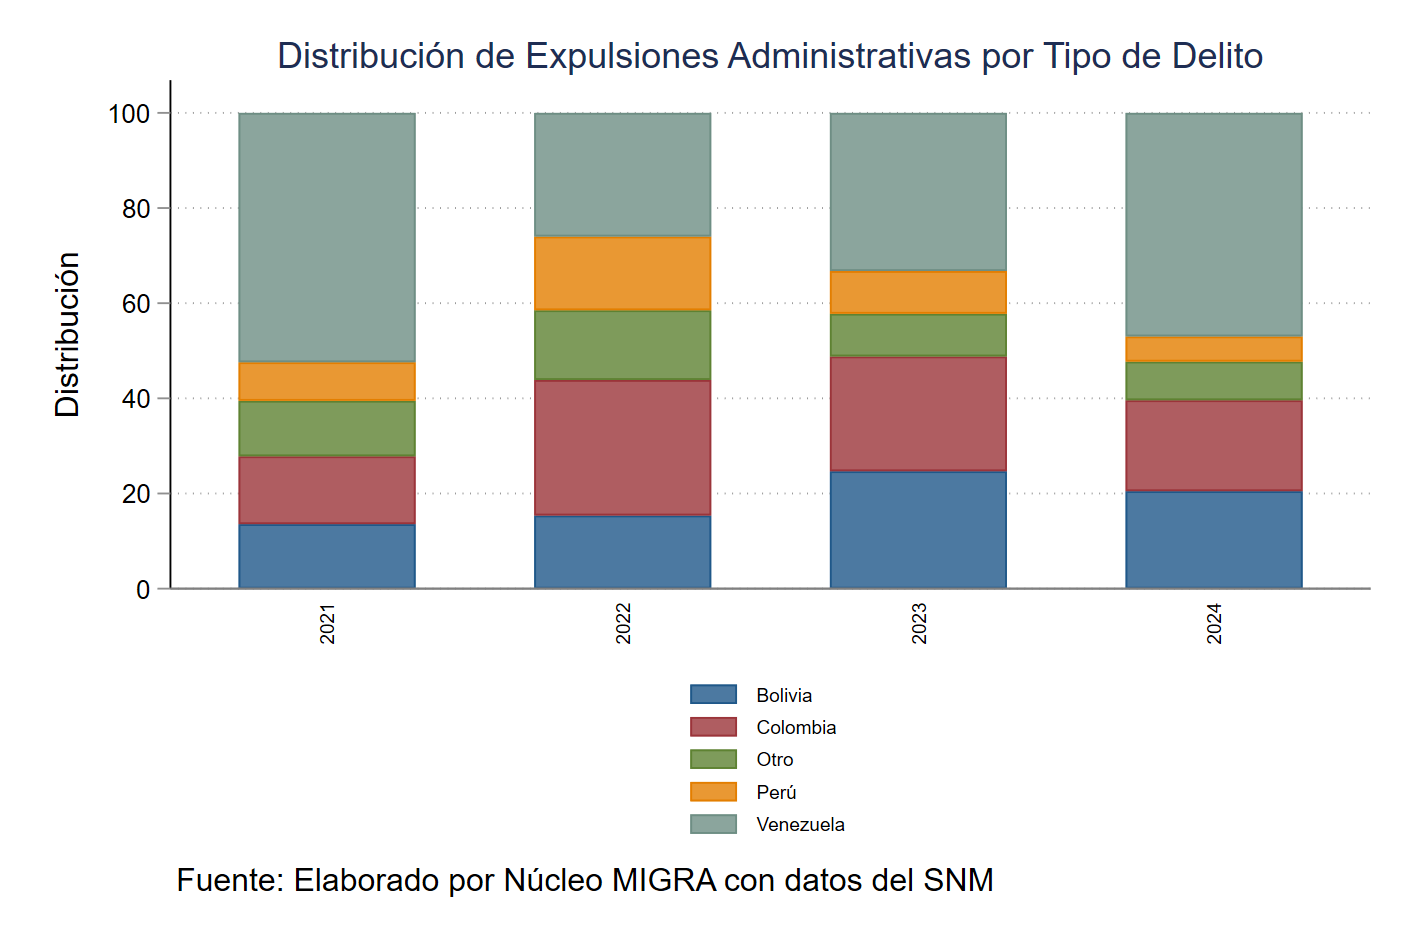 Distribución de Expulsiones Administrativas por Tipo de Delito
Distribución
100
80
60
40
20
0
2021
2022
2023
2024
Bolivia
Colombia
Otro
Perú
Venezuela
Fuente: Elaborado por Núcleo MIGRA con datos del SNM